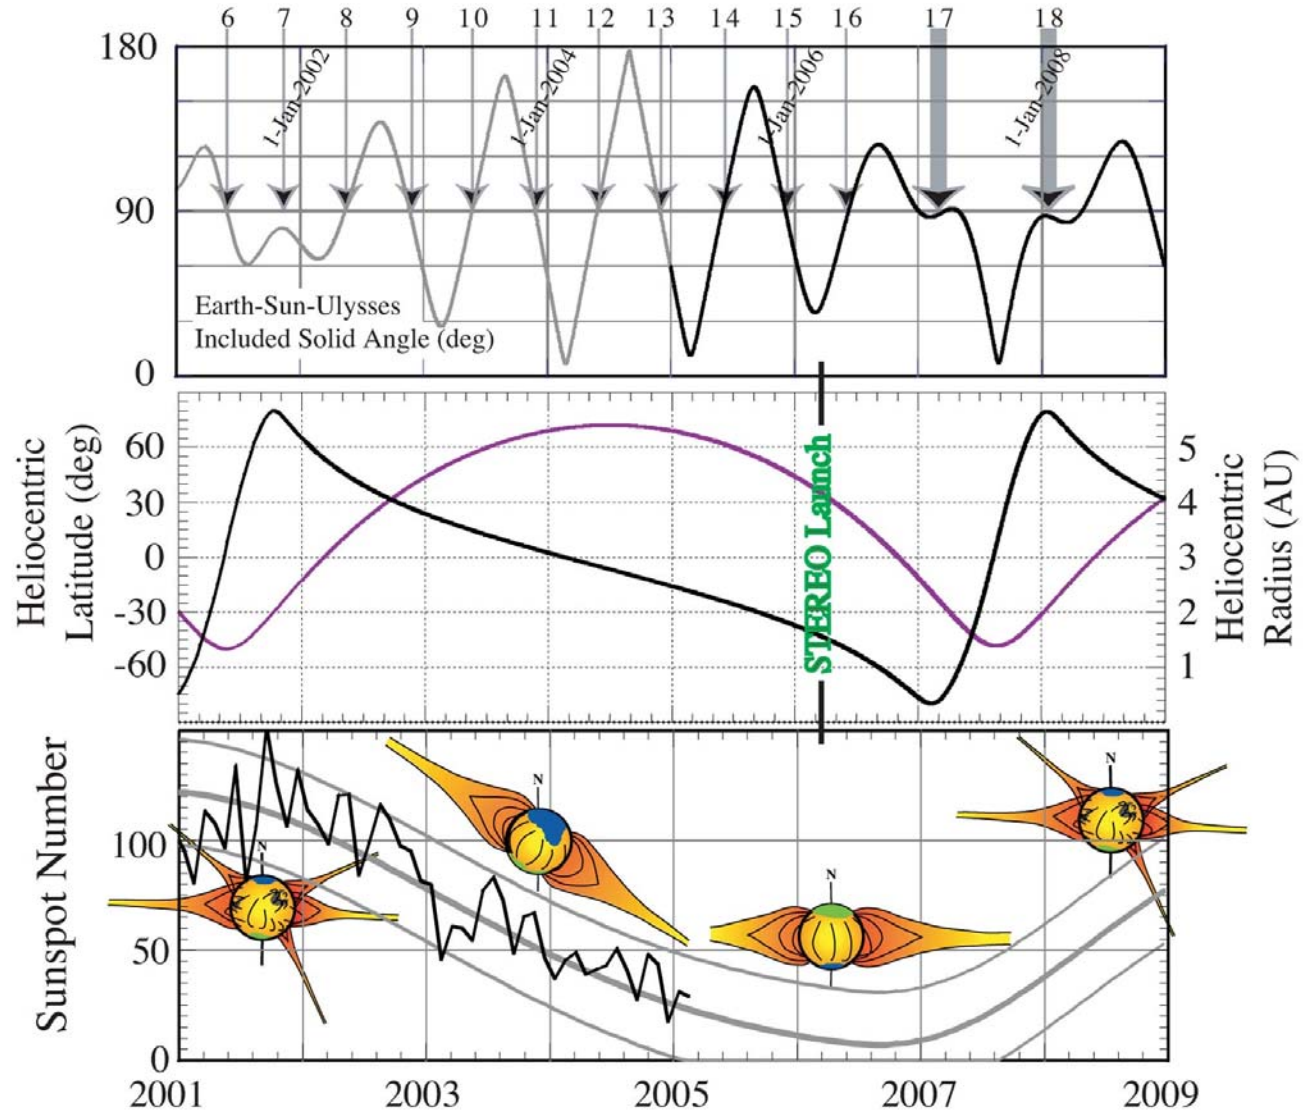 6 7 8 9 10 11 12 13 14 15 16 17 18
180
1-Jan-2002
1-Jan-2004
1-Jan-2006
1-Jan-2008
90
Earth-Sun-Ulysses
Included Solid Angle (deg)
0
Heliocentric
Latitude (deg)
60
30
0
-30
-60
STEREO Launch
5
4
3
2
1
Heliocentric
Radius (AU)
Sunspot Number
100
50
0
N
N
N
N
2001 2003 2005 2007 2009